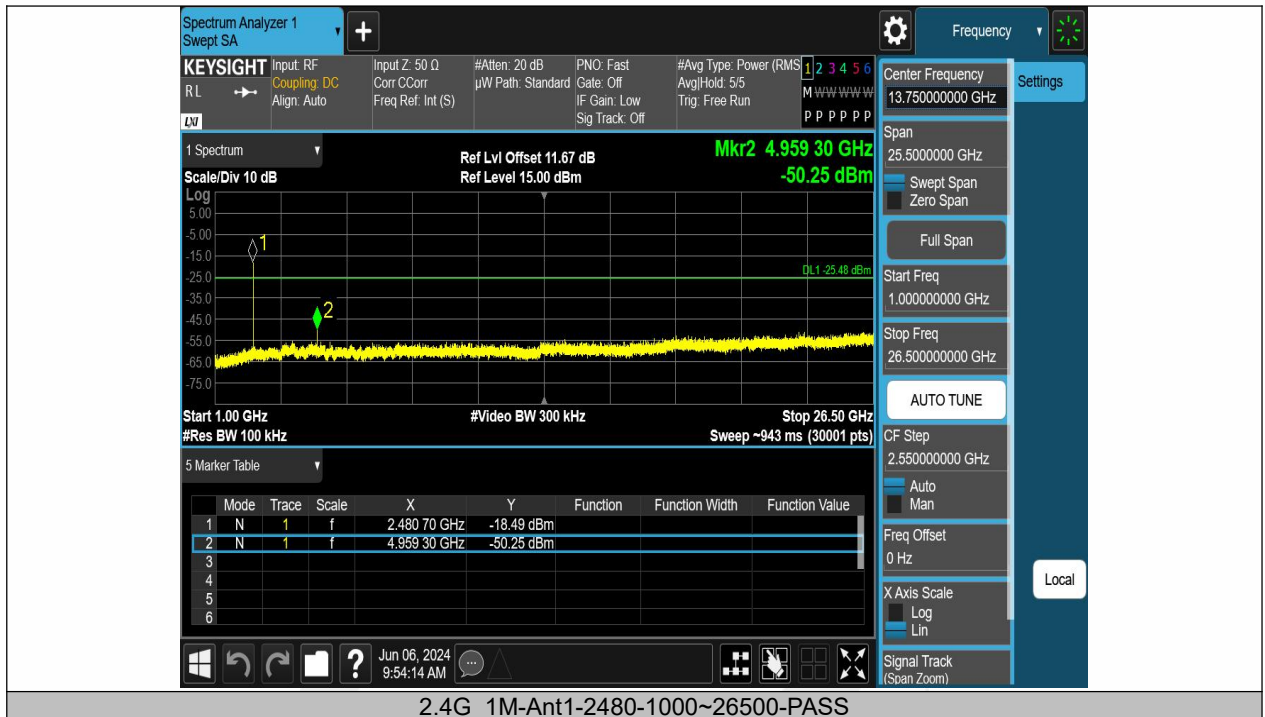 Spectrum Analyzer 1
Swept SA
+
Frequency
KEYSIGHT
RL
LXI
Input: RF
Coupling: DC
Align: Auto
Input Z: 50 Ω
Corr CCorr
Freq Ref: Int (S)
#Atten: 20 dB
µW Path: Standard
PNO: Fast
Gate: Off
IF Gain: Low
Sig Track: Off
#Avg Type: Power (RMS
Avg|Hold: 5/5
Trig: Free Run
1 2 3 4 5 6
M W W W W W
P P P P P P
1 Spectrum
Scale/Div 10 dB
Ref Lvl Offset 11.67 dB
Ref Level 15.00 dBm
Mkr2 4.959 30 GHz
-50.25 dBm
Log
5.00
-5.00
-15.0
-25.0
-35.0
-45.0
-55.0
-65.0
-75.0
1
2
DL1 -25.48 dBm
Start 1.00 GHz
#Video BW 300 kHz
Stop 26.50 GHz
#Res BW 100 kHz
Sweep ~943 ms (30001 pts)
5 Marker Table
Mode Trace Scale X Y Function Function Width Function Value
1 N 1 f 2.480 70 GHz -18.49 dBm
2 N 1 f 4.959 30 GHz -50.25 dBm
3
4
5
6
?
Jun 06, 2024
9:54:14 AM
Center Frequency
13.750000000 GHz
Settings
Span
25.5000000 GHz
Swept Span
Zero Span
Full Span
Start Freq
1.000000000 GHz
Stop Freq
26.500000000 GHz
AUTO TUNE
CF Step
2.550000000 GHz
Auto
Man
Freq Offset
0 Hz
Local
X Axis Scale
Log
Lin
Signal Track
(Span Zoom)
2.4G_1M-Ant1-2480-1000~26500-PASS